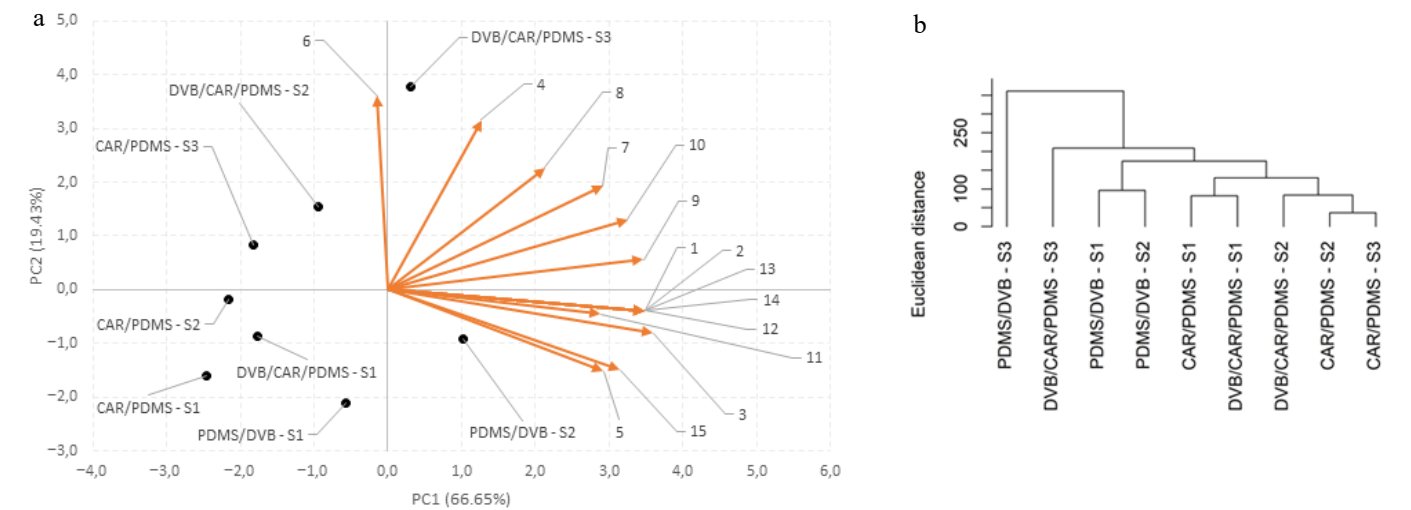 a
5,0
6
DVB/CAR/PDMS - S3
4,0
DVB/CAR/PDMS - S2
4
8
3,0
CAR/PDMS - S3
7
10
2,0
9
1,0
1
2
13
0,0
14
CAR/PDMS - S2
12
−1,0
11
DVB/CAR/PDMS - S1
−2,0
CAR/PDMS - S1
3
PDMS/DVB - S1
PDMS/DVB - S2
5
15
−3,0
−4,0
−3,0
−2,0
−1,0
0,0
1,0
2,0
3,0
4,0
5,0
6,0
PC1 (66.65%)
PC2 (19.43%)
b
Euclidean distance
250
100
0
PDMS/DVB - S3
DVB/CAR/PDMS - S3
PDMS/DVB - S1
PDMS/DVB - S2
CAR/PDMS - S1
DVB/CAR/PDMS - S1
DVB/CAR/PDMS - S2
CAR/PDMS - S2
CAR/PDMS - S3